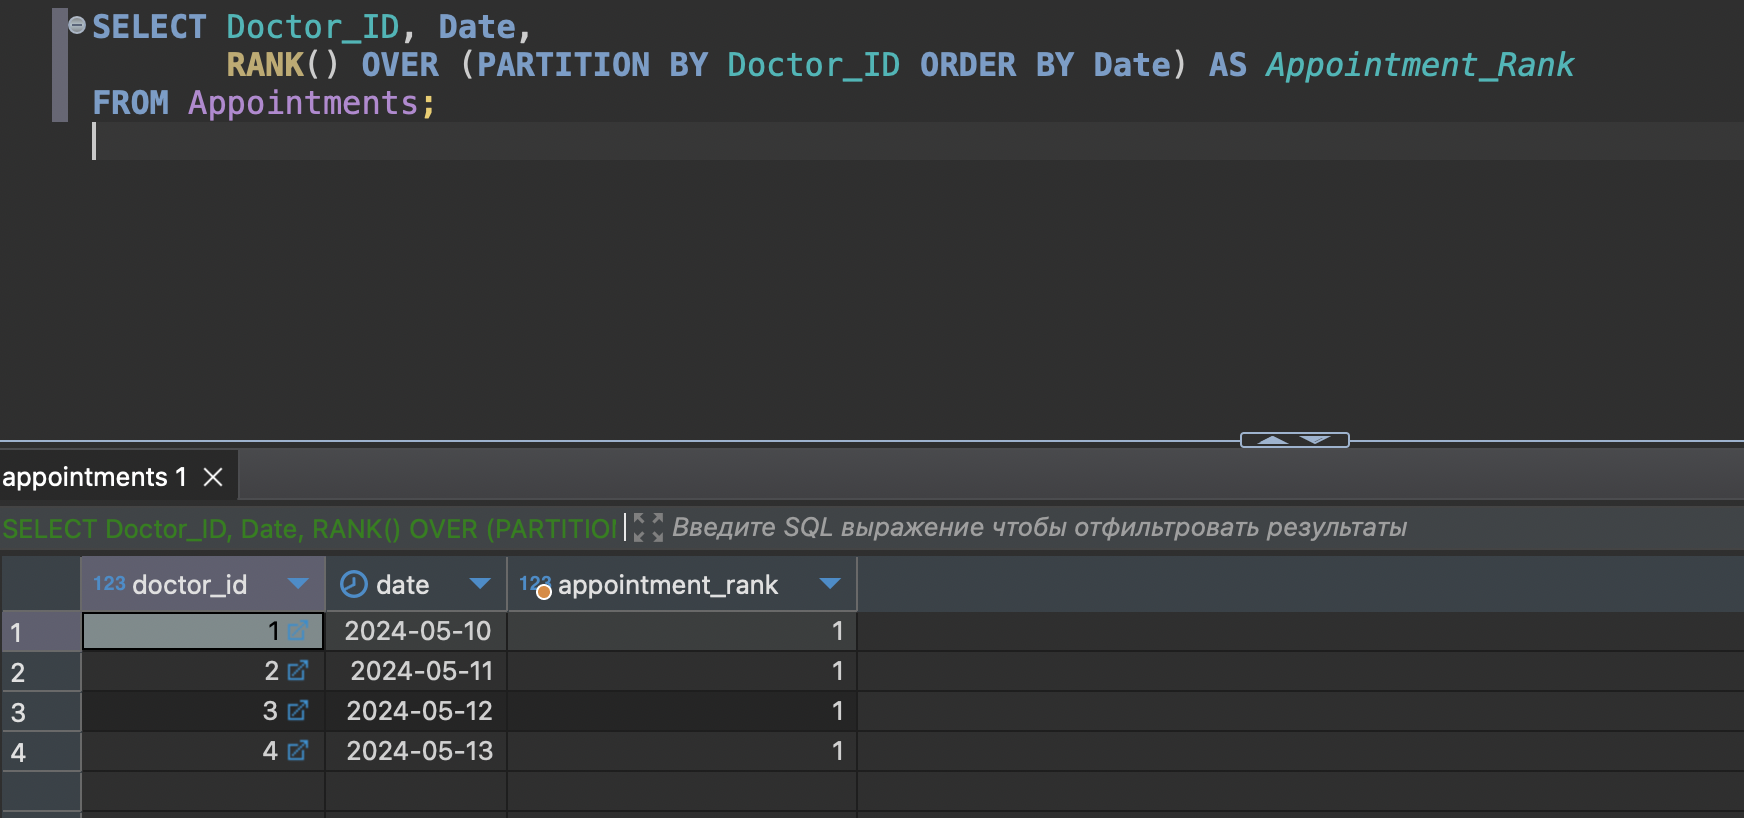 SELECT Doctor_ID, Date,
RANK() OVER (PARTITION BY Doctor_ID ORDER BY Date) AS Appointment_Rank
FROM Appointments;
appointments 1
SELECT Doctor_ID, Date, RANK() OVER (PARTITION Введите SQL выражение чтобы отфильтровать результаты
123 doctor_id date 123 appointment_rank
1 1 2024-05-10 1
2 2 2024-05-11 1
3 3 2024-05-12 1
4 4 2024-05-13 1